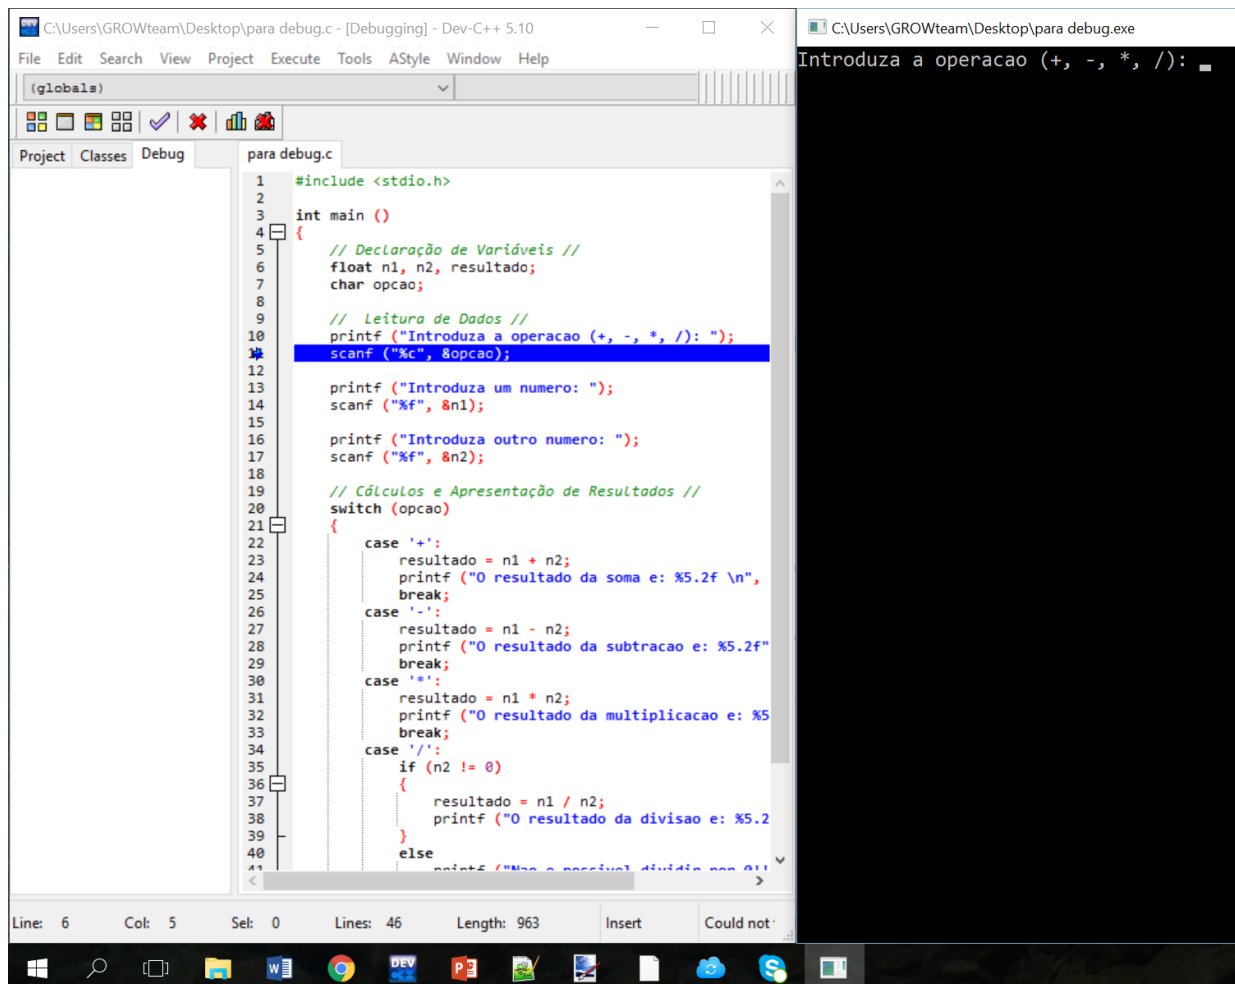 C:\Users\GROWteam\Desktop\para debug.c - [Debugging] - Dev-C++ 5.10
File Edit Search View Project Execute Tools AStyle Window Help
(globals)
Project Classes Debug
para debug.c
1 #include <stdio.h>
2
3 int main ()
4 {
5 // Declaração de Variáveis //
6 float n1, n2, resultado;
7 char opcao;
8
9 // Leitura de Dados //
10 printf ("Introduza a operacao (+, -, *, /): ");
scanf ("%c", &opcao);
12
13 printf ("Introduza um numero: ");
14 scanf ("%f", &n1);
15
16 printf ("Introduza outro numero: ");
17 scanf ("%f", &n2);
18
19 // Cálculos e Apresentação de Resultados //
20 switch (opcao)
21 {
22 case '+':
23 resultado = n1 + n2;
24 printf ("O resultado da soma e: %5.2f \n",
25 break;
26 case '-':
27 resultado = n1 - n2;
28 printf ("O resultado da subtracao e: %5.2f"
29 break;
30 case '*':
31 resultado = n1 * n2;
32 printf ("O resultado da multiplicacao e: %5
33 break;
34 case '/':
35 if (n2 != 0)
36 {
37 resultado = n1 / n2;
38 printf ("O resultado da divisao e: %5.2
39 }
40 else
41 printf ("Nao e possivel dividir por 0!!
Line: 6 Col: 5 Sel: 0 Lines: 46 Length: 963 Insert Could not
C:\Users\GROWteam\Desktop\para debug.exe
Introduza a operacao (+, -, *, /):
DEV
C++